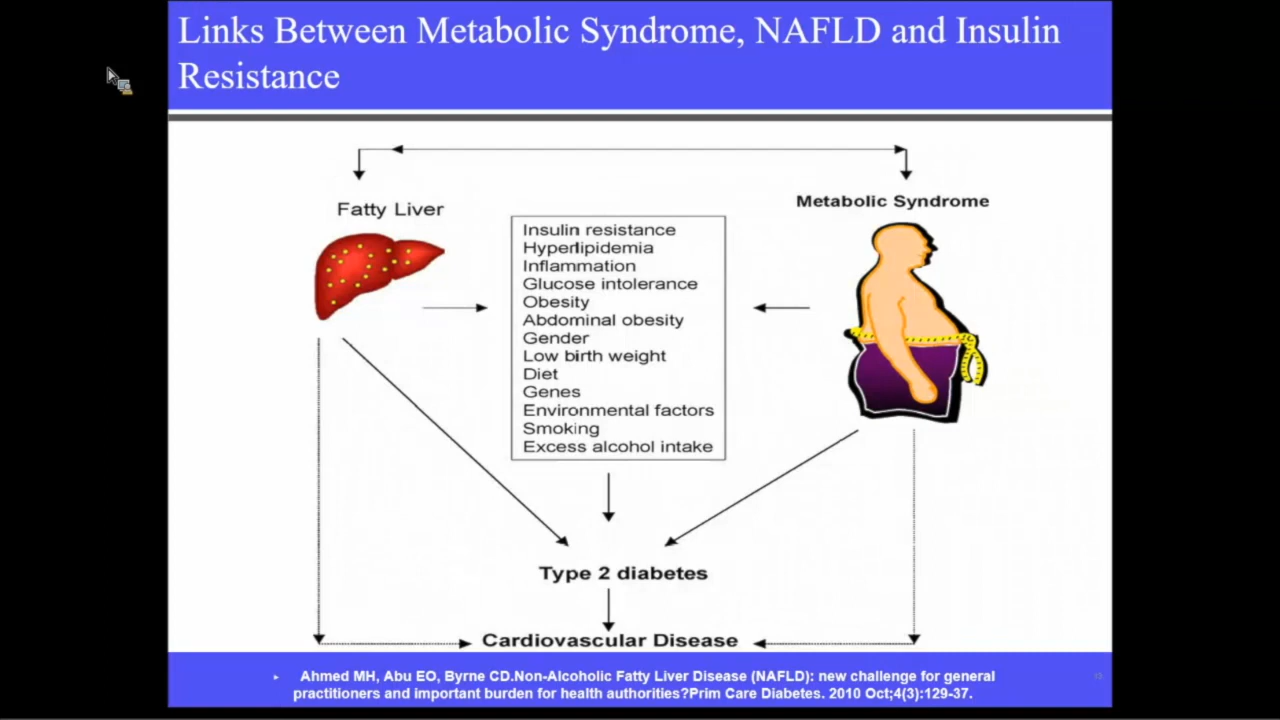 Links Between Metabolic Syndrome, NAFLD and Insulin
Resistance
Fatty Liver
Metabolic Syndrome
Insulin resistance
Hyperlipidemia
Inflammation
Glucose intolerance
Obesity
Abdominal obesity
Gender
Low birth weight
Diet
Genes
Environmental factors
Smoking
Excess alcohol intake
Type 2 diabetes
Cardiovascular Disease
Ahmed MH, Abu EO, Byrne CD.Non-Alcoholic Fatty Liver Disease (NAFLD): new challenge for general
practitioners and important burden for health authorities?Prim Care Diabetes. 2010 Oct;4(3):129-37.